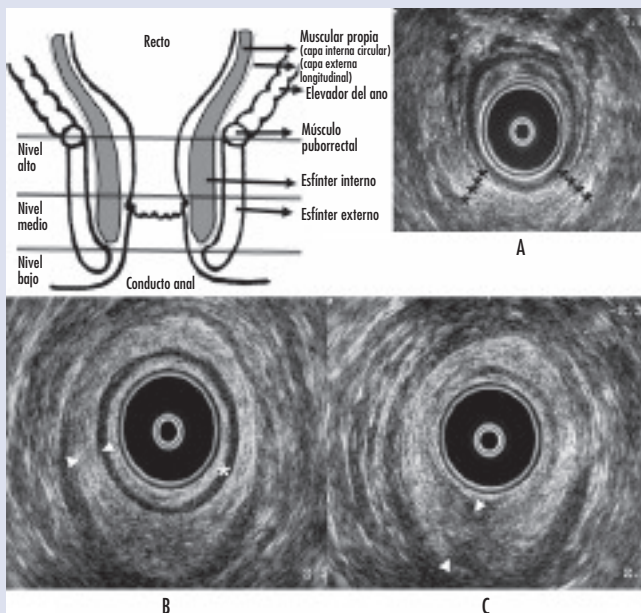 Recto
Muscular propia
(capa interna circular)
(capa externa
longitudinal)
Elevador del ano
Músculo
puborrectal
Esfínter interno
Esfínter externo
Nivel
alto
Nivel
medio
Nivel
bajo
Conducto anal
A
B
C